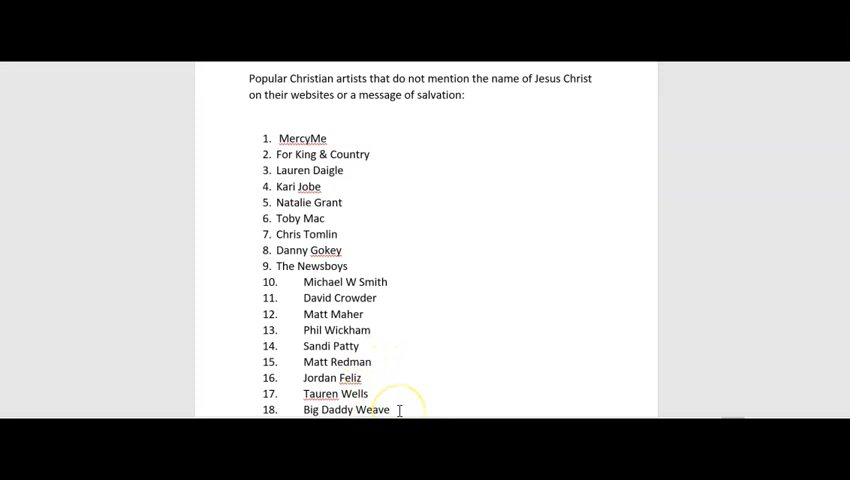 Popular Christian artists that do not mention the name of Jesus Christ
on their websites or a message of salvation:
1. MercyMe
2. For King & Country
3. Lauren Daigle
4. Kari Jobe
5. Natalie Grant
6. Toby Mac
7. Chris Tomlin
8. Danny Gokey
9. The Newsboys
10. Michael W Smith
11. David Crowder
12. Matt Maher
13. Phil Wickham
14. Sandi Patty
15. Matt Redman
16. Jordan Feliz
17. Tauren Wells
18. Big Daddy Weave